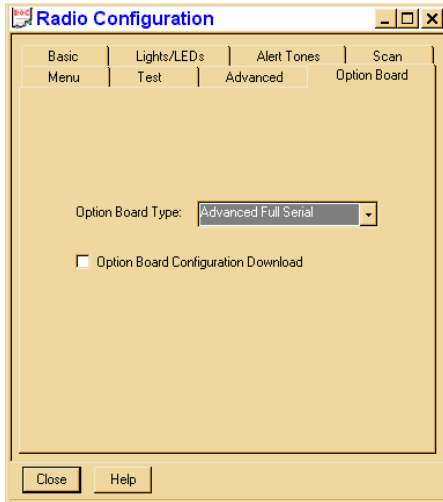 Radio Configuration
Basic Lights/LEDs Alert Tones Scan
Menu Test Advanced Option Board
Option Board Type: Advanced Full Serial
Option Board Configuration Download
Close Help